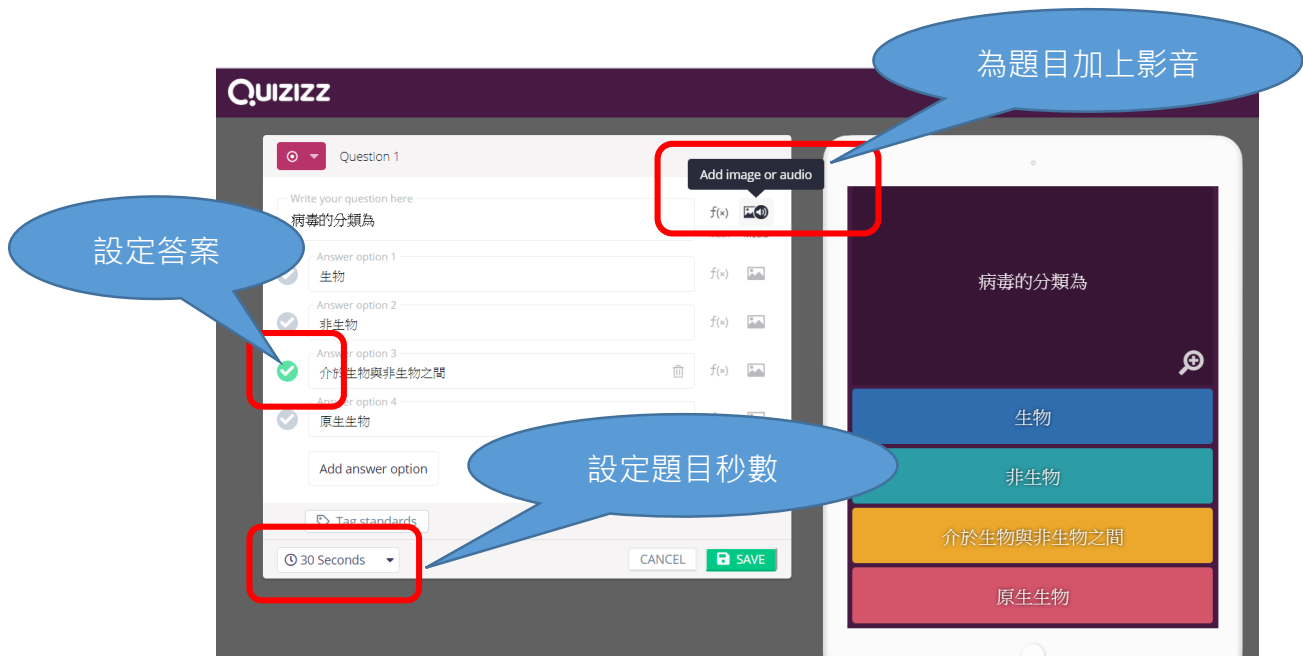 為題目加上影音
QUIZIZZ
Question 1
Add image or audio
Write your question here
病毒的分類為
f(x)
設定答案
Answer option 1
生物
f(x)
Answer option 2
非生物
f(x)
Answer option 3
介於生物與非生物之間
f(x)
Answer option 4
原生生物
Add answer option
設定題目秒數
Tag standards
30 Seconds
CANCEL
SAVE
病毒的分類為
生物
非生物
介於生物與非生物之間
原生生物